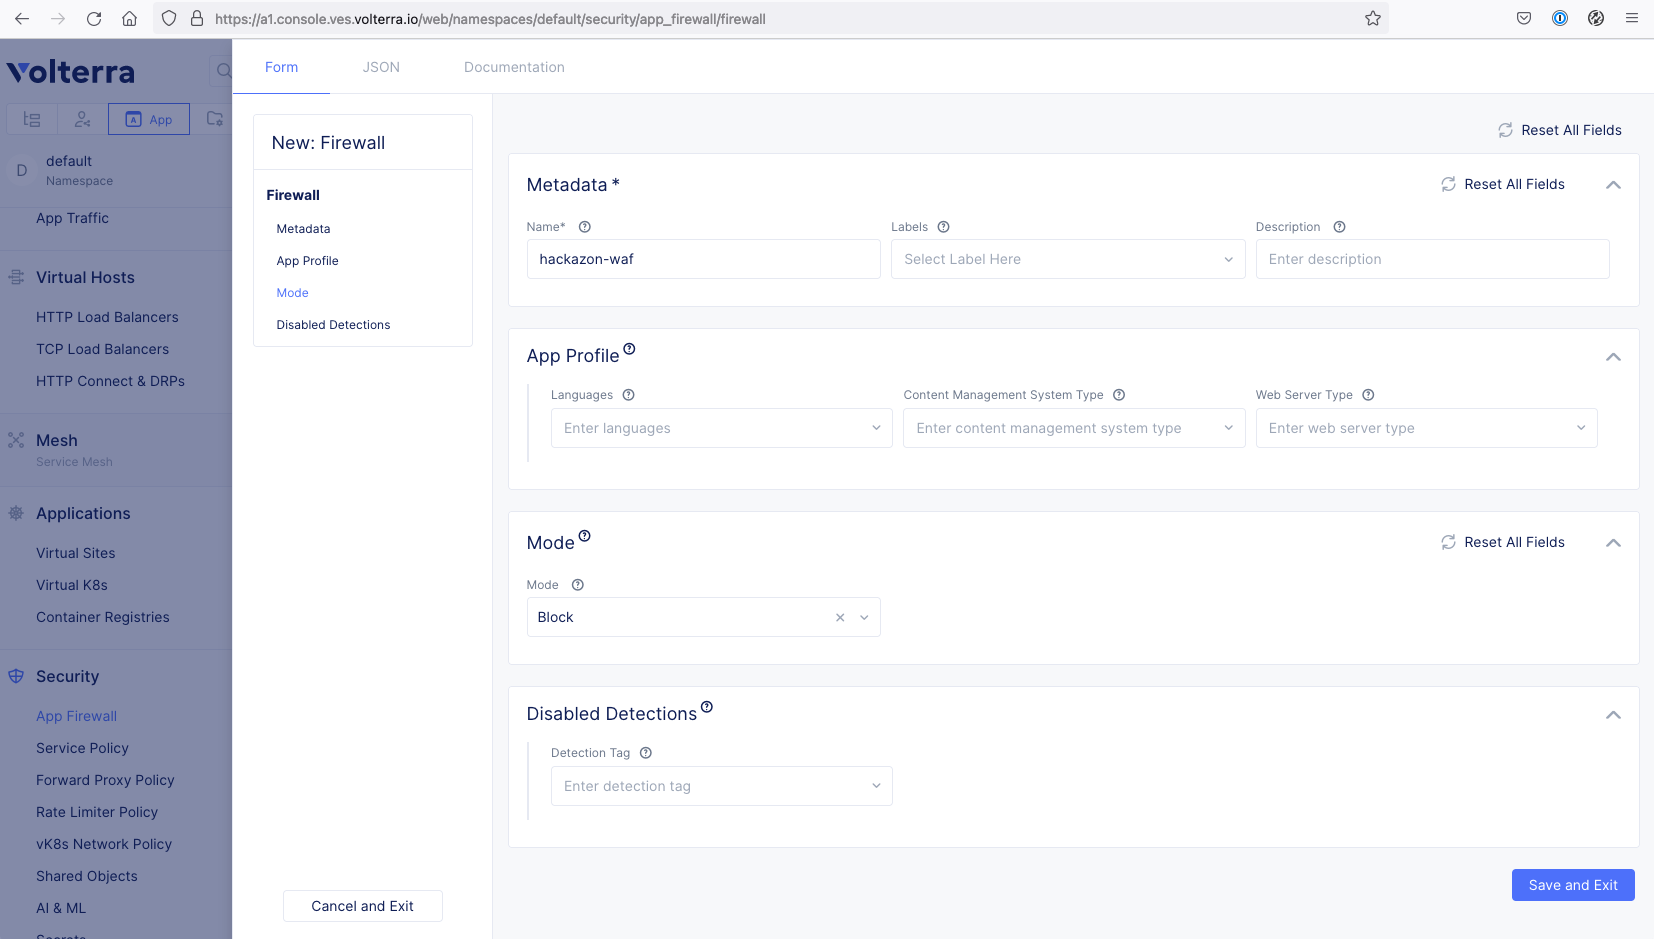 https://a1.console.ves.volterra.io/web/namespaces/default/security/app_firewall/firewall
Volterra
App
D
default
Namespace
App Traffic
Virtual Hosts
HTTP Load Balancers
TCP Load Balancers
HTTP Connect & DRPs
Mesh
Service Mesh
Applications
Virtual Sites
Virtual K8s
Container Registries
Security
App Firewall
Service Policy
Forward Proxy Policy
Rate Limiter Policy
vK8s Network Policy
Shared Objects
AI & ML
Secrets
Form JSON Documentation
New: Firewall
Firewall
Metadata
App Profile
Mode
Disabled Detections
Cancel and Exit
Reset All Fields
Metadata *
Reset All Fields
Name* Labels Description
hackazon-waf Select Label Here Enter description
App Profile
Languages Content Management System Type Web Server Type
Enter languages Enter content management system type Enter web server type
Mode
Reset All Fields
Mode
Block
Disabled Detections
Detection Tag
Enter detection tag
Save and Exit